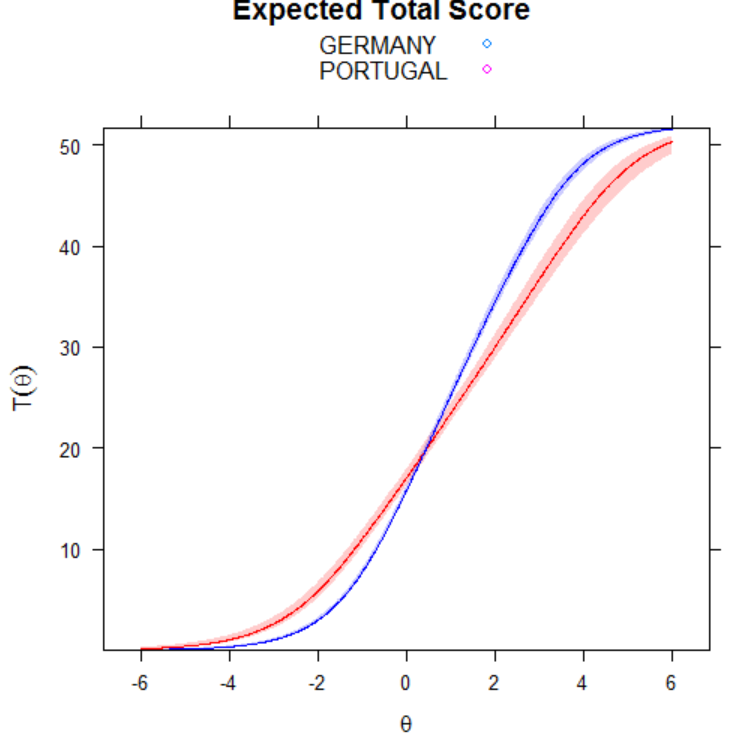 Expected Total Score
GERMANY
PORTUGAL
50
40
30
20
10
T(θ)
-6 -4 -2 0 2 4 6
θ